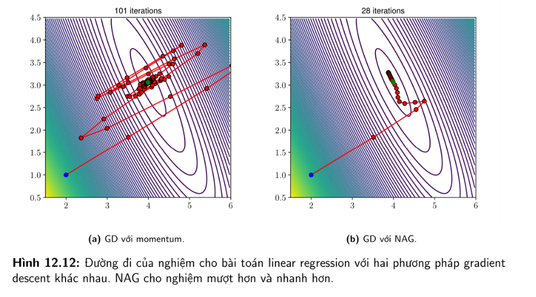 101 iterations
4.5
4.0
3.5
3.0
2.5
2.0
1.5
1.0
0.5
2 3 4 5 6
(a) GD với momentum.
28 iterations
4.5
4.0
3.5
3.0
2.5
2.0
1.5
1.0
0.5
2 3 4 5 6
(b) GD với NAG.
Hình 12.12: Đường đi của nghiệm cho bài toán linear regression với hai phương pháp gradient
descent khác nhau. NAG cho nghiệm mượt hơn và nhanh hơn.